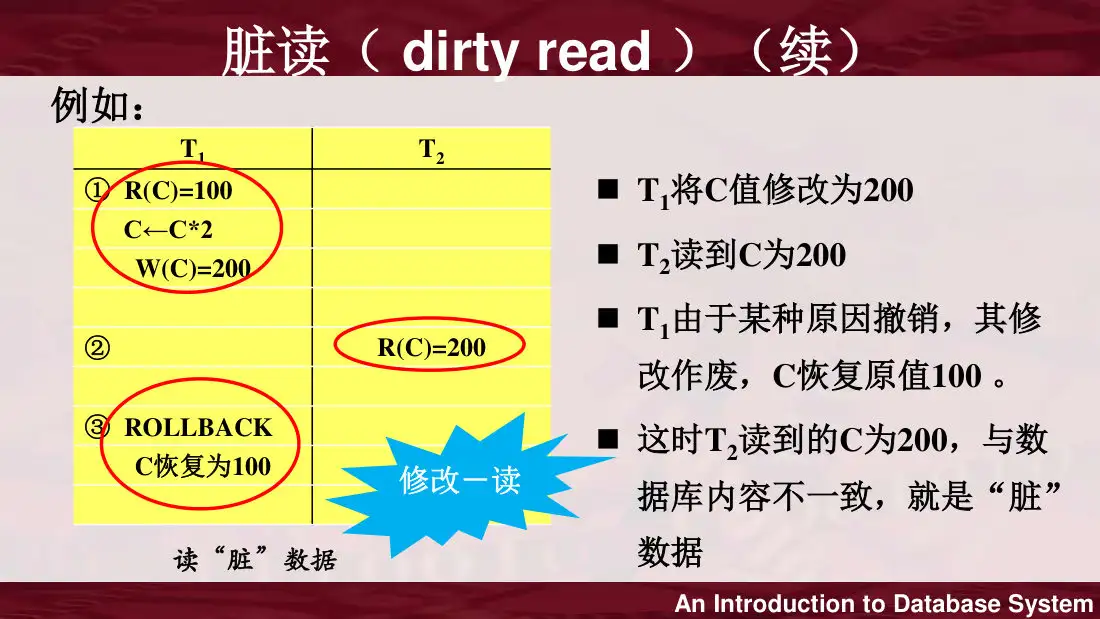 脏读（ dirty read ）（续）
例如：
T1 T2
① R(C)=100
C←C*2
W(C)=200
② R(C)=200
③ ROLLBACK
C恢复为100
修改－读
读“脏”数据
■ T1将C值修改为200
■ T2读到C为200
■ T1由于某种原因撤销，其修
改作废，C恢复原值100 。
■ 这时T2读到的C为200，与数
据库内容不一致，就是“脏”
数据
An Introduction to Database System